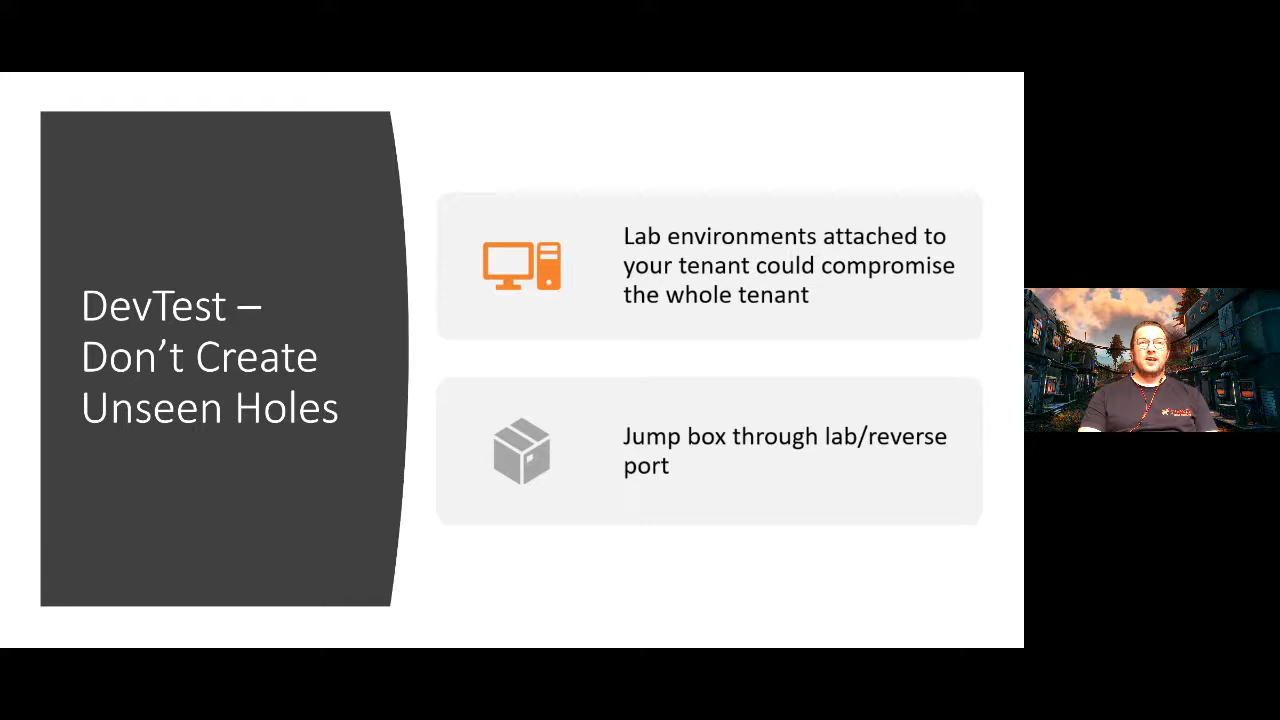 DevTest –
Don’t Create
Unseen Holes
Lab environments attached to
your tenant could compromise
the whole tenant
Jump box through lab/reverse
port